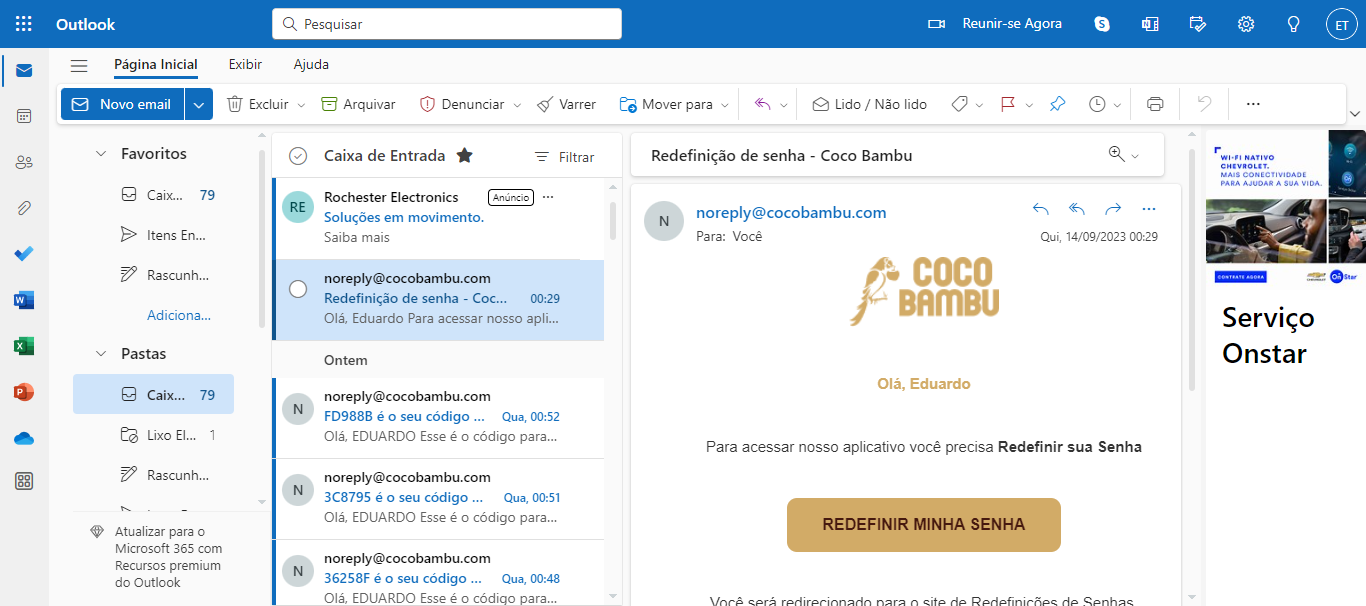 Outlook
Pesquisar
Reunir-se Agora
ET
Página Inicial
Exibir
Ajuda
Novo email
Excluir
Arquivar
Denunciar
Varrer
Mover para
Lido / Não lido
Favoritos
Caix... 79
Itens En...
Rascunh...
Adiciona...
Pastas
Caix... 79
Lixo El... 1
Rascunh...
Atualizar para o
Microsoft 365 com
Recursos premium
do Outlook
Caixa de Entrada
Filtrar
RE
Rochester Electronics
Anúncio
Soluções em movimento.
Saiba mais
noreply@cocobambu.com
Redefinição de senha - Coc... 00:29
Olá, Eduardo Para acessar nosso apli...
Ontem
N
noreply@cocobambu.com
FD988B é o seu código ... Qua, 00:52
Olá, EDUARDO Esse é o código para...
N
noreply@cocobambu.com
3C8795 é o seu código ... Qua, 00:51
Olá, EDUARDO Esse é o código para...
N
noreply@cocobambu.com
36258F é o seu código ... Qua, 00:48
Olá, EDUARDO Esse é o código para...
Redefinição de senha - Coco Bambu
N
noreply@cocobambu.com
Para: Você
Qui, 14/09/2023 00:29
COCO
BAMBU
Olá, Eduardo
Para acessar nosso aplicativo você precisa Redefinir sua Senha
REDEFINIR MINHA SENHA
Você será redirecionado para o site de Redefinições de Senhas
WI-FI NATIVO
CHEVROLET.
MAIS CONECTIVIDADE
PARA AJUDAR A SUA VIDA.
CONTRATE AGORA
CHEVROLET
OnStar
Serviço
Onstar